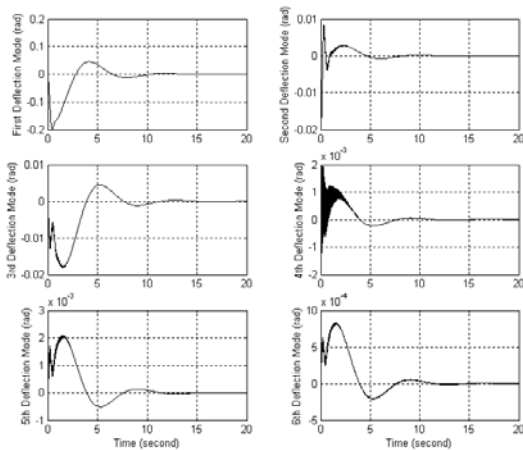 First Deflection Mode (rad)
0.2
0.1
0
-0.1
-0.2
0 5 10 15 20
Second Deflection Mode (rad)
0.01
0
-0.01
-0.02
0 5 10 15 20
3rd Deflection Mode (rad)
0.01
0
-0.01
-0.02
0 5 10 15 20
4th Deflection Mode (rad)
x 10-3
2
1
0
-1
-2
0 5 10 15 20
5th Deflection Mode (rad)
x 10-3
3
2
1
0
-1
0 5 10 15 20
Time (second)
6th Deflection Mode (rad)
x 10-4
10
5
0
-5
0 5 10 15 20
Time (second)